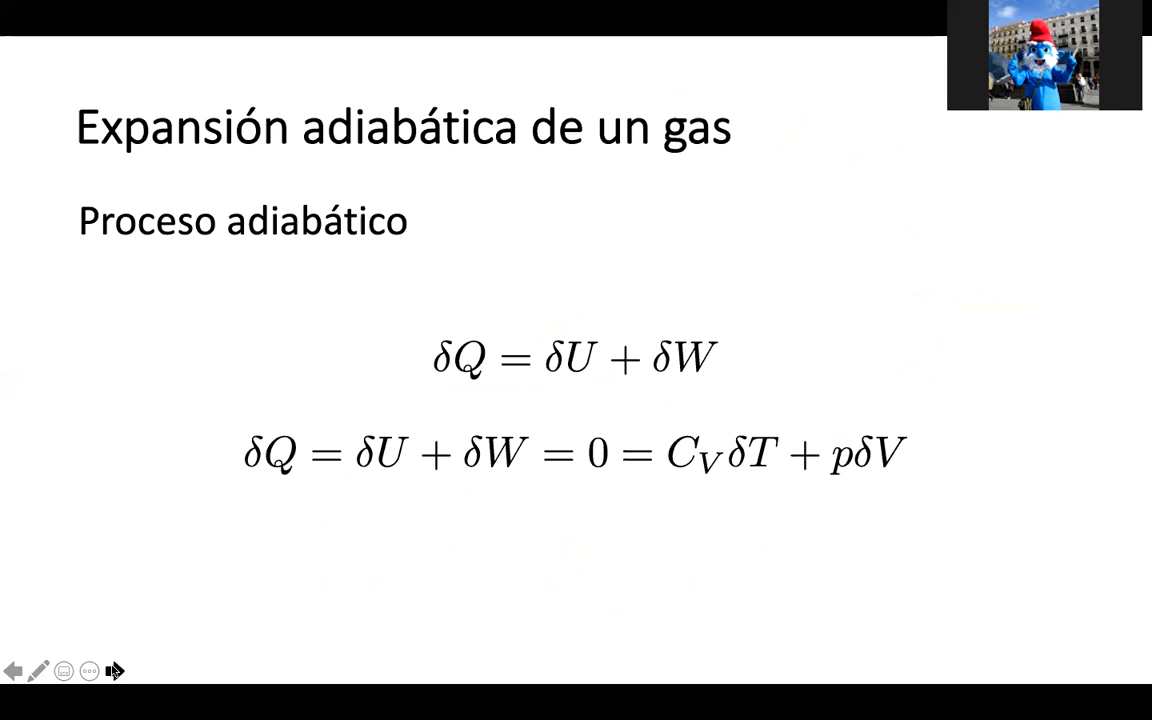 Expansión adiabática de un gas
Proceso adiabático
δQ = δU + δW
δQ = δU + δW = 0 = C_V δT + pδV